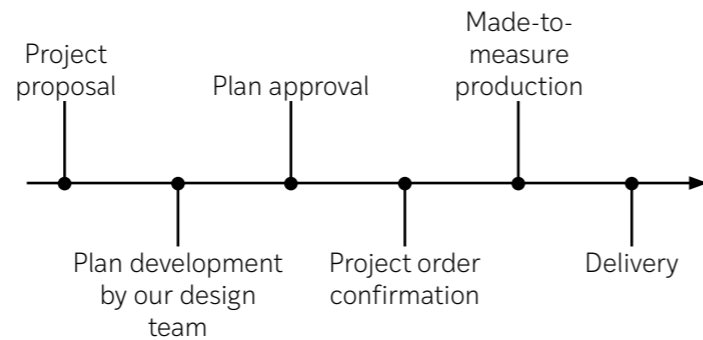 Project
proposal
Plan development
by our design
team
Plan approval
Project order
confirmation
Made-to-
measure
production
Delivery